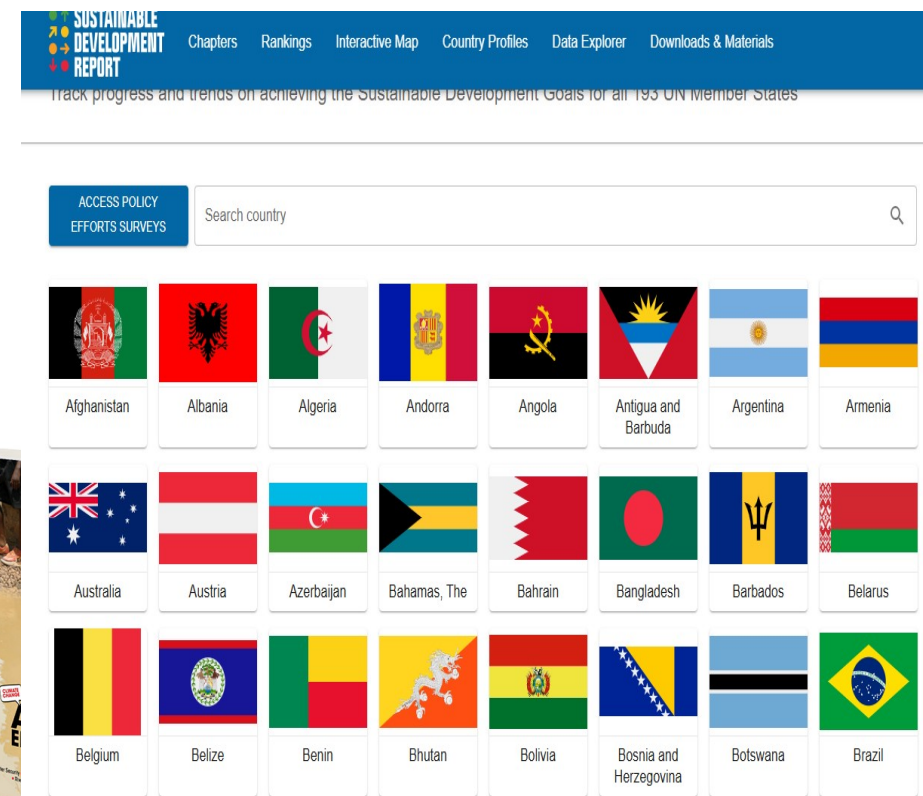 SUSTAINABLE
DEVELOPMENT
REPORT
Chapters
Rankings
Interactive Map
Country Profiles
Data Explorer
Downloads & Materials
Track progress and trends on achieving the Sustainable Development Goals for all 193 UN Member States
ACCESS POLICY
EFFORTS SURVEYS
Search country
Afghanistan
Albania
Algeria
Andorra
Angola
Antigua and
Barbuda
Argentina
Armenia
Australia
Austria
Azerbaijan
Bahamas, The
Bahrain
Bangladesh
Barbados
Belarus
Belgium
Belize
Benin
Bhutan
Bolivia
Bosnia and
Herzegovina
Botswana
Brazil
CLIMATE
CHANGE